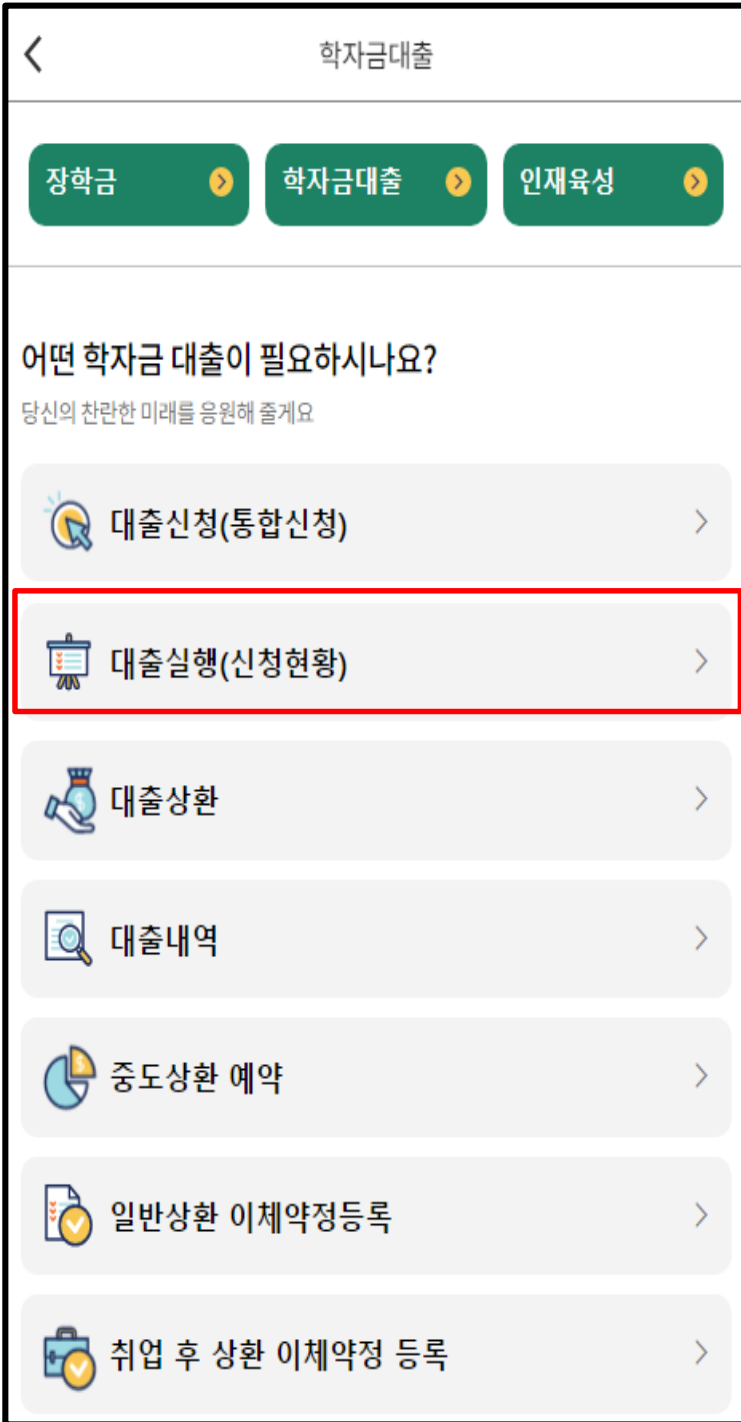 학자금대출
장학금 학자금대출 인재육성
어떤 학자금 대출이 필요하시나요?
당신의 찬란한 미래를 응원해 줄게요
대출신청(통합신청)
대출실행(신청현황)
대출상환
대출내역
중도상환 예약
일반상환 이체약정등록
취업 후 상환 이체약정 등록